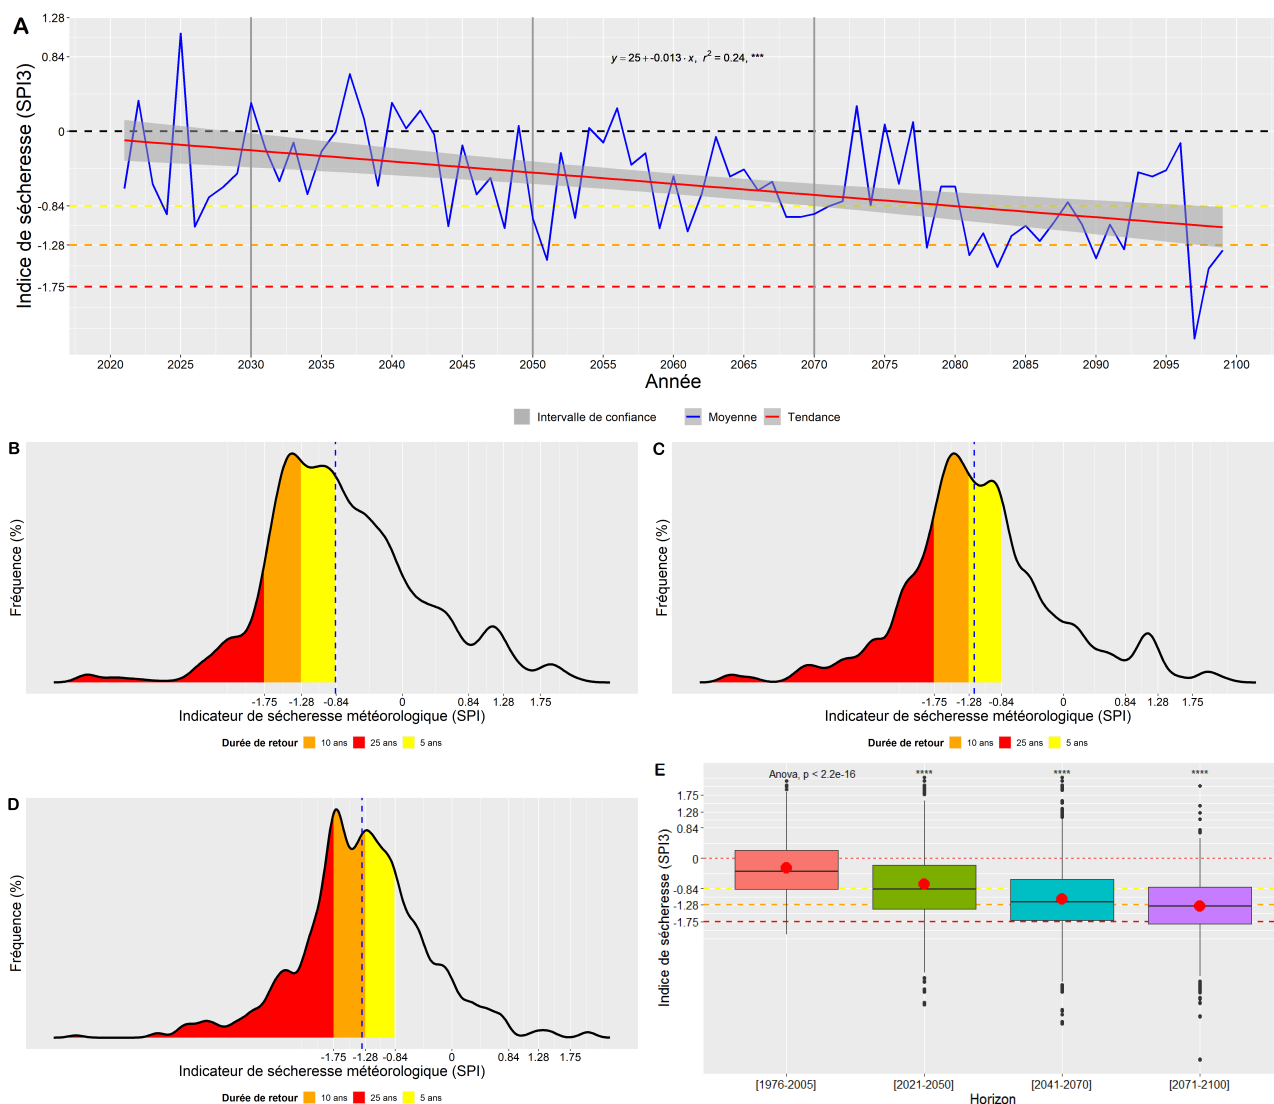 A
Indice de sécheresse (SPI3)
1.28
0.84
0
-0.84
-1.28
-1.75
y = 25 + -0.013 · x, r² = 0.24, ***
2020 2025 2030 2035 2040 2045 2050 2055 2060 2065 2070 2075 2080 2085 2090 2095 2100
Année
Intervalle de confiance Moyenne Tendance
B
Fréquence (%)
-1.75 -1.28 -0.84 0 0.84 1.28 1.75
Indicateur de sécheresse météorologique (SPI)
Durée de retour 10 ans 25 ans 5 ans
C
Fréquence (%)
-1.75 -1.28 -0.84 0 0.84 1.28 1.75
Indicateur de sécheresse météorologique (SPI)
Durée de retour 10 ans 25 ans 5 ans
D
Fréquence (%)
-1.75 -1.28 -0.84 0 0.84 1.28 1.75
Indicateur de sécheresse météorologique (SPI)
Durée de retour 10 ans 25 ans 5 ans
E
Anova, p < 2.2e-16 **** **** ****
Indice de sécheresse (SPI3)
1.75
1.28
0.84
0
-0.84
-1.28
-1.75
[1976-2005] [2021-2050] [2041-2070] [2071-2100]
Horizon